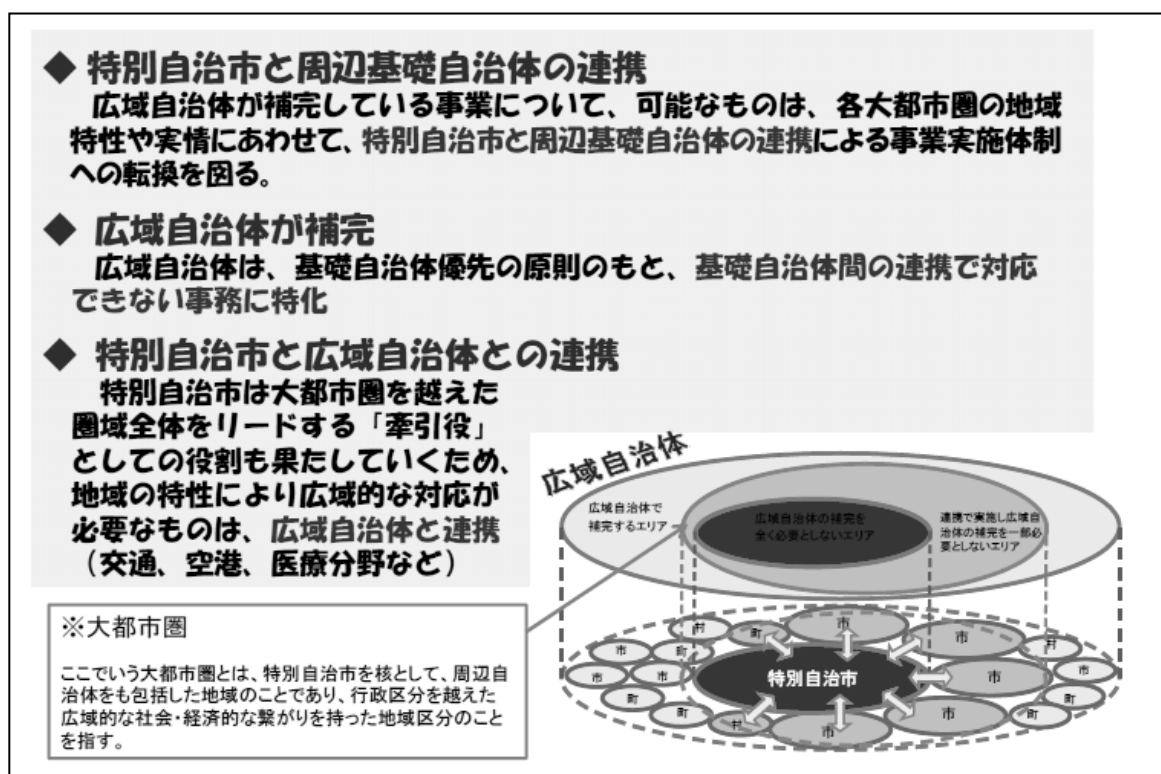 ◆ 特別自治市と周辺基礎自治体の連携
広域自治体が補完している事業について、可能なものは、各大都市圏の地域
特性や実情にあわせて、特別自治市と周辺基礎自治体の連携による事業実施体制
への転換を図る。
◆ 広域自治体が補完
広域自治体は、基礎自治体優先の原則のもと、基礎自治体間の連携で対応
できない事務に特化
◆ 特別自治市と広域自治体との連携
特別自治市は大都市圏を越えた
圏域全体をリードする「牽引役」
としての役割も果たしていくため、
地域の特性により広域的な対応が
必要なものは、広域自治体と連携
(交通、空港、医療分野など)
広域自治体
広域自治体で
補完するエリア
広域自治体の補完を
全く必要としないエリア
連携で実施し広域自
治体の補完を一部必
要としないエリア
※大都市圏
ここでいう大都市圏とは、特別自治市を核として、周辺自
治体をも包括した地域のことであり、行政区分を越えた
広域的な社会・経済的な繋がりを持った地域区分のこと
を指す。
村
町
市
市
村
市
町
市
市
特別自治市
市
市
町
町
村
市
市
町
町